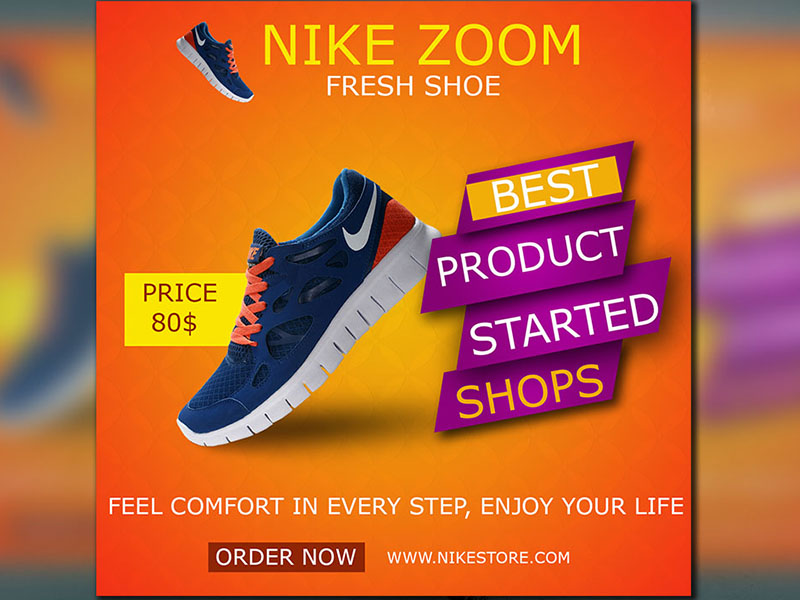 NIKE ZOOM
FRESH SHOE
BEST
PRODUCT
STARTED
SHOPS
PRICE
80$
FEEL COMFORT IN EVERY STEP, ENJOY YOUR LIFE
ORDER NOW
WWW.NIKESTORE.COM